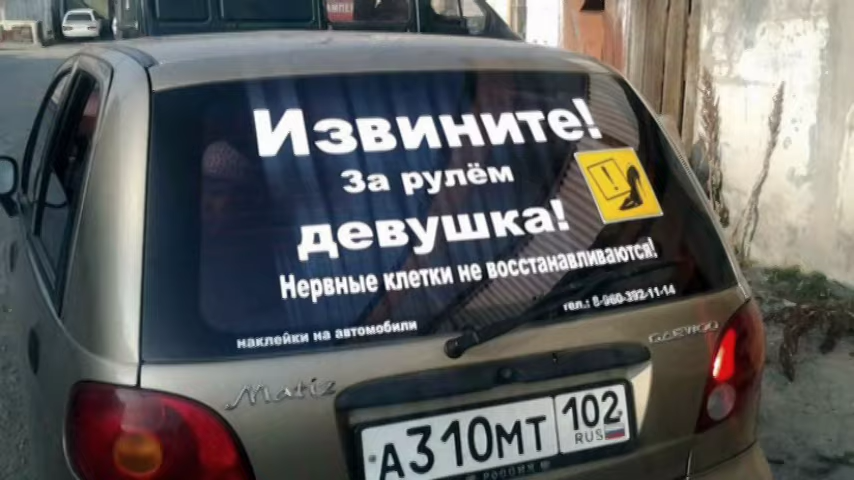 Извините!
За рулём
девушка!
Нервные клетки не восстанавливаются!
тел.: 8-960-392-11-14
наклейки на автомобили
DAEWOO
Matiz
А310МТ 102
RUS
РОССИЯ